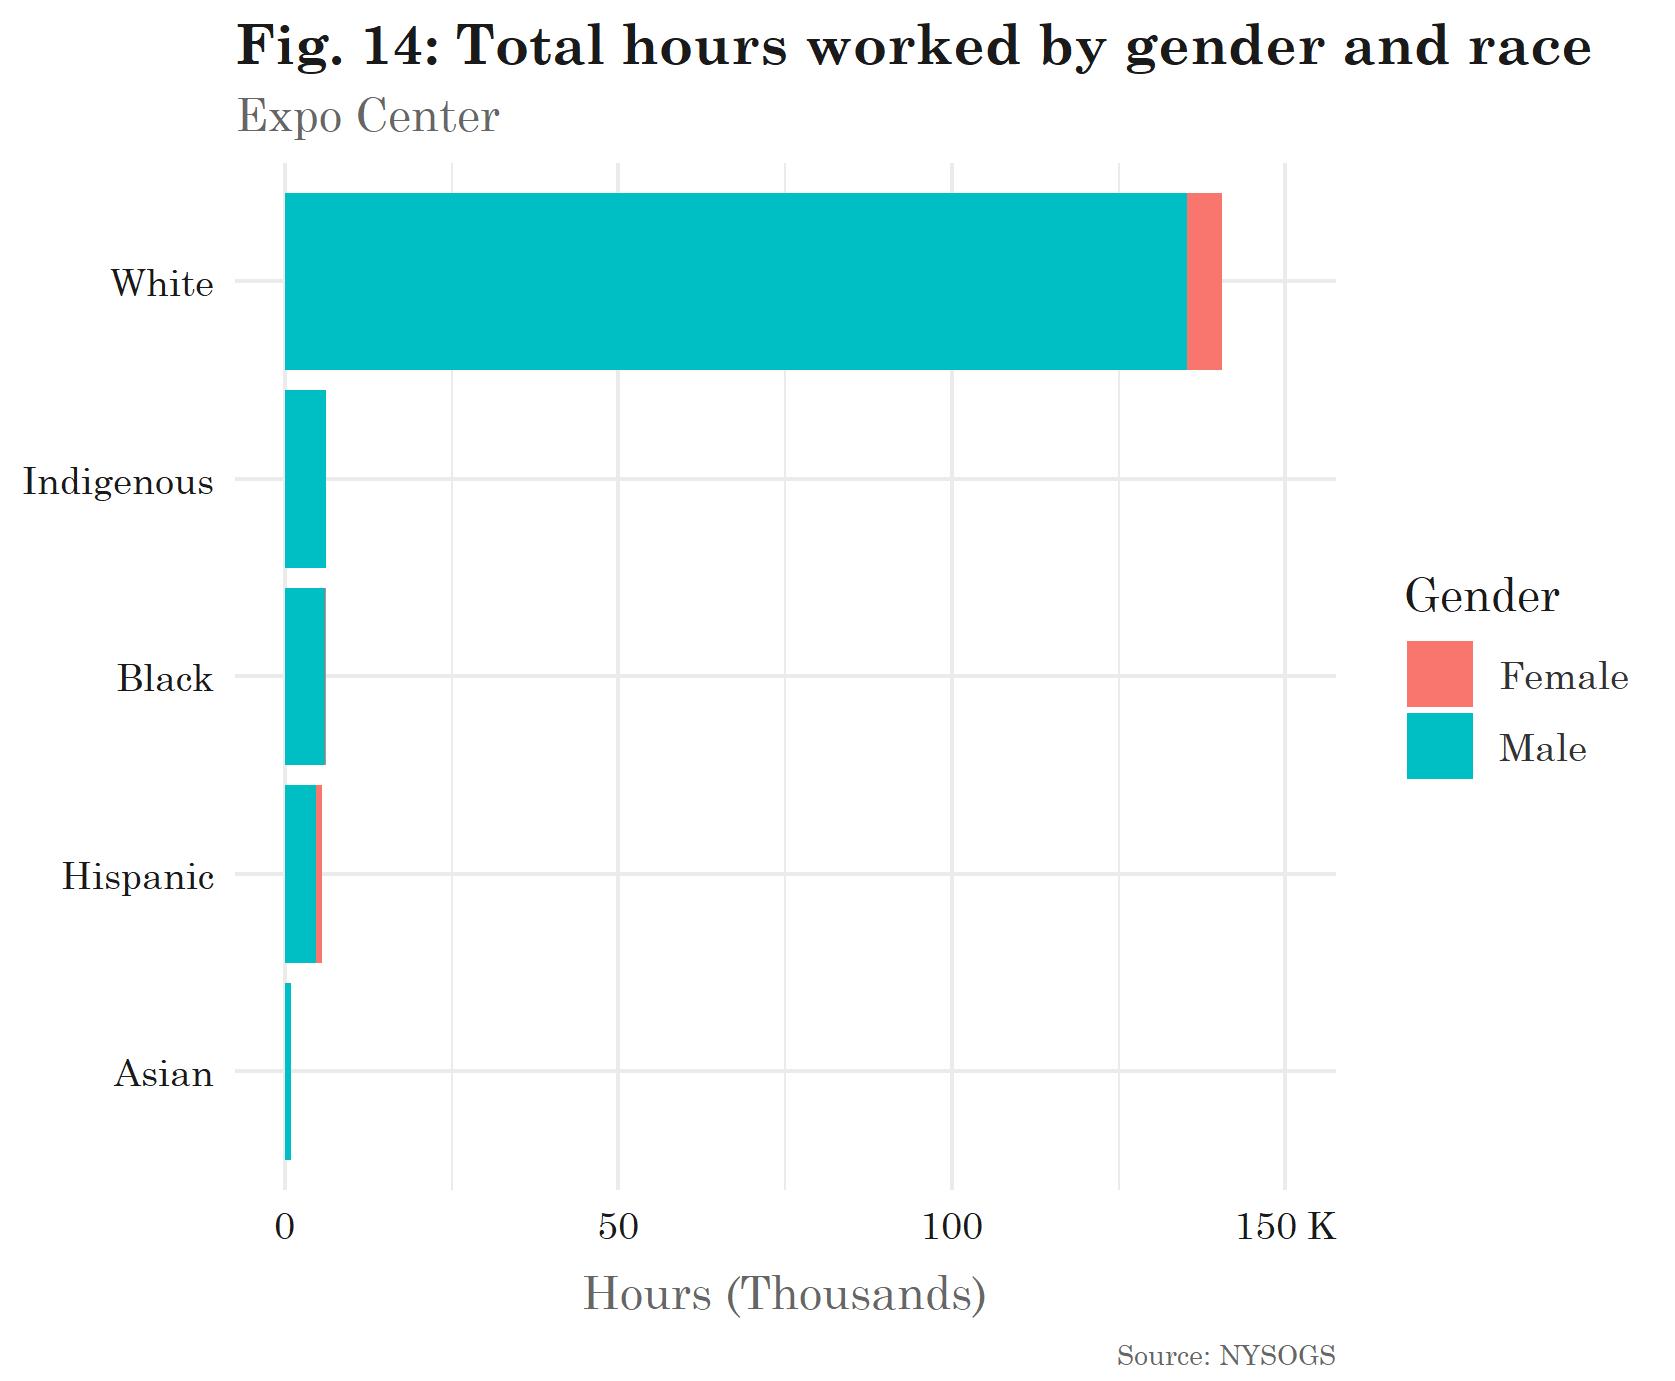 Fig. 14: Total hours worked by gender and race
Expo Center
White
Indigenous
Black
Hispanic
Asian
0 50 100 150 K
Hours (Thousands)
Gender
Female
Male
Source: NYSOGS